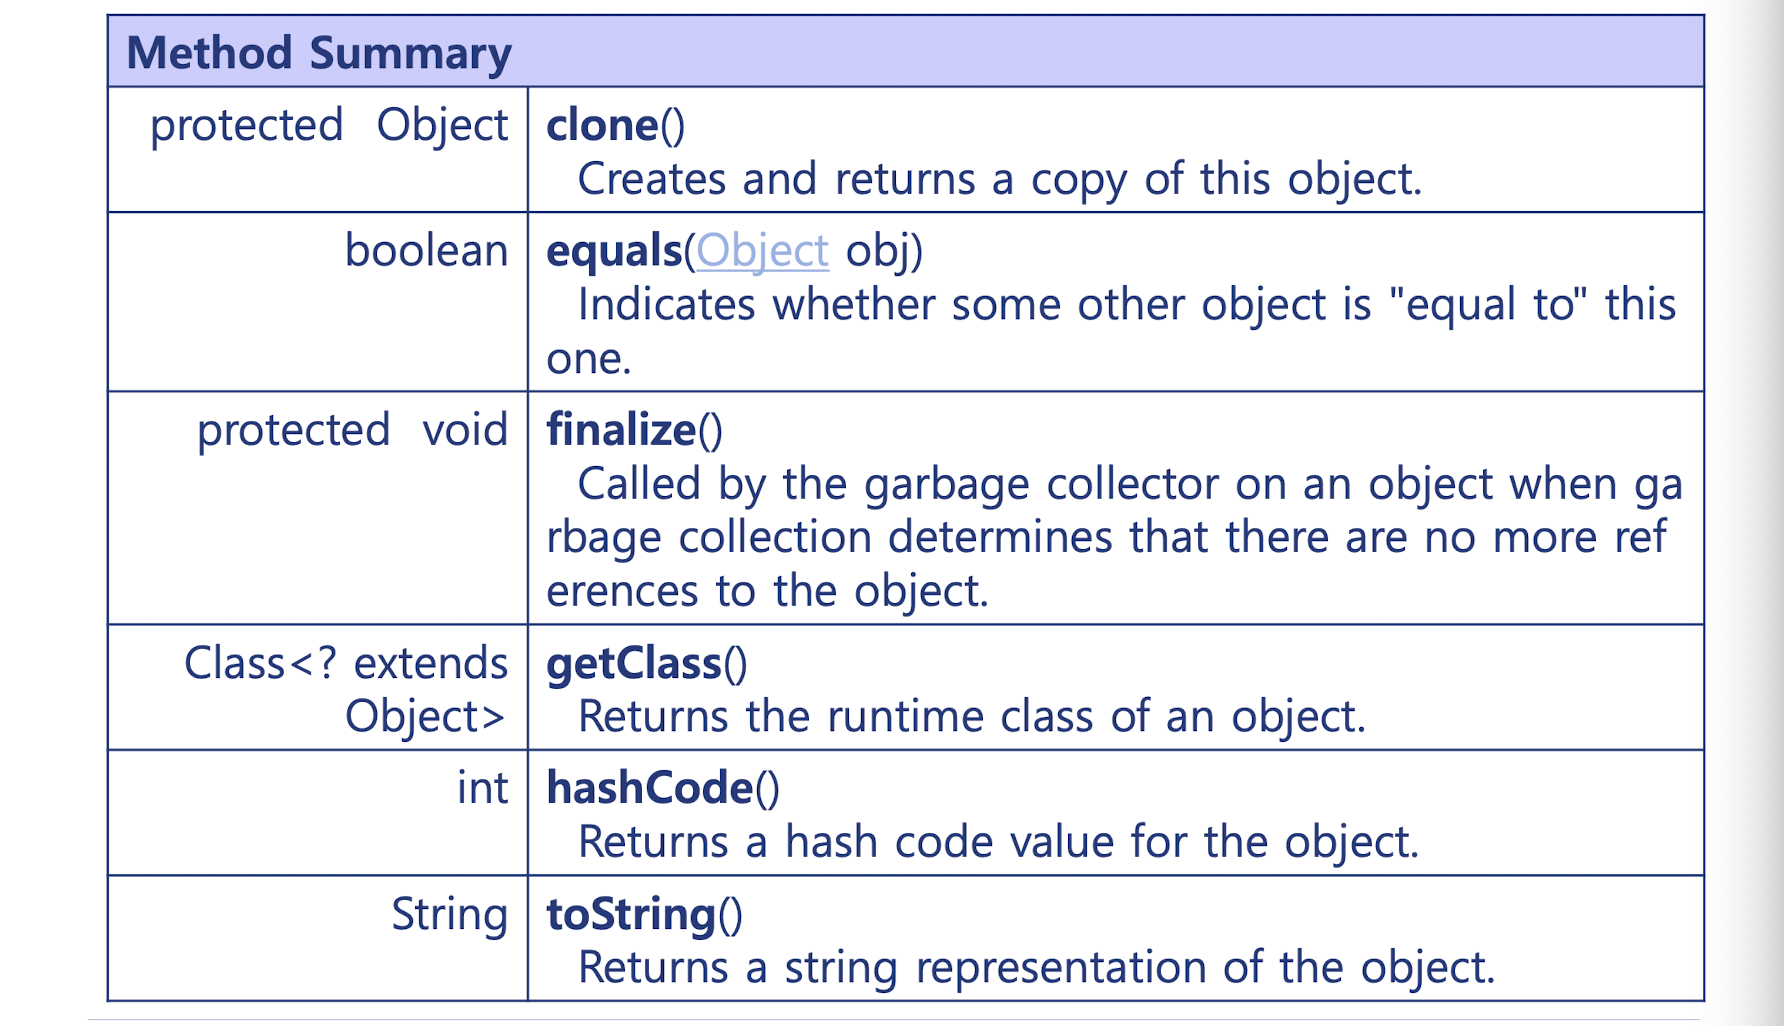 Method Summary
protected Object
clone()
Creates and returns a copy of this object.
boolean
equals(Object obj)
Indicates whether some other object is "equal to" this
one.
protected void
finalize()
Called by the garbage collector on an object when ga
rbage collection determines that there are no more ref
erences to the object.
Class<? extends
Object>
getClass()
Returns the runtime class of an object.
int
hashCode()
Returns a hash code value for the object.
String
toString()
Returns a string representation of the object.